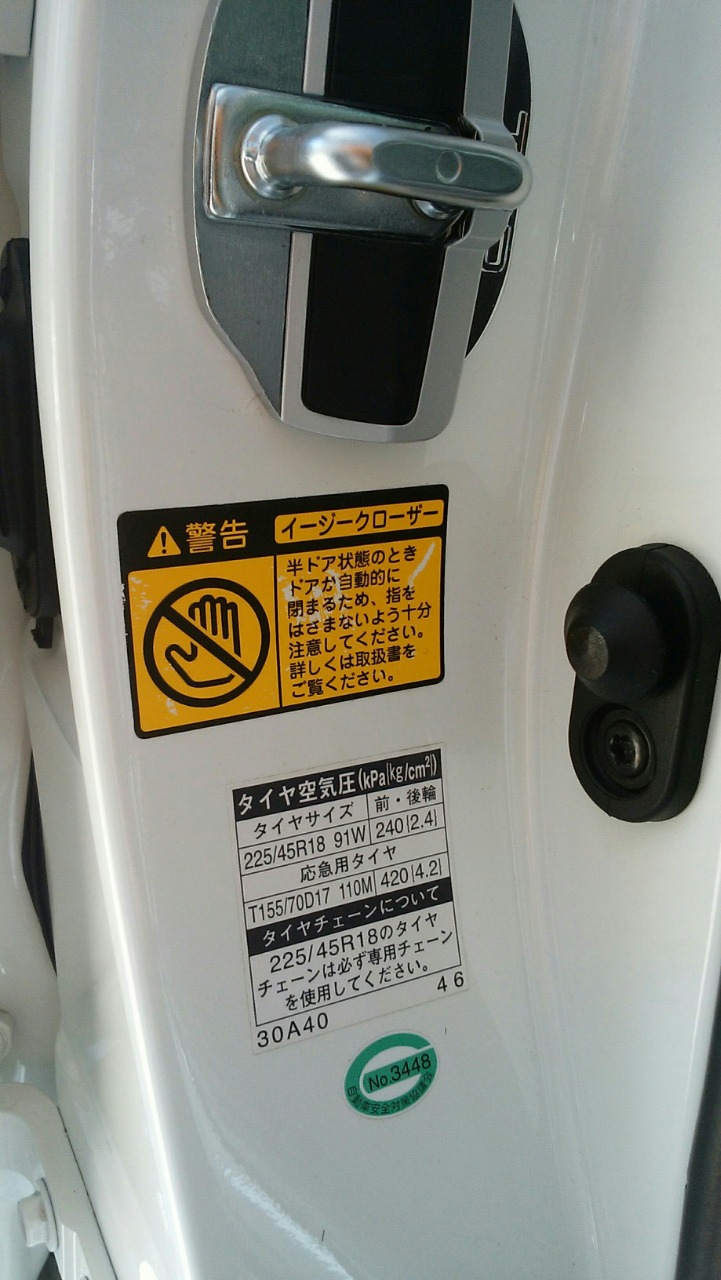 警告
イージークローザー
半ドア状態のとき
ドアが自動的に
閉まるため、指を
はさまないよう十分
注意してください。
詳しくは取扱書を
ご覧ください。
タイヤ空気圧(kPa{kg/cm²})
タイヤサイズ 前・後輪
225/45R18 91W 240{2.4}
応急用タイヤ
T155/70D17 110M 420{4.2}
タイヤチェーンについて
225/45R18のタイヤ
チェーンは必ず専用チェーン
を使用してください。
30A40 46
No.3448